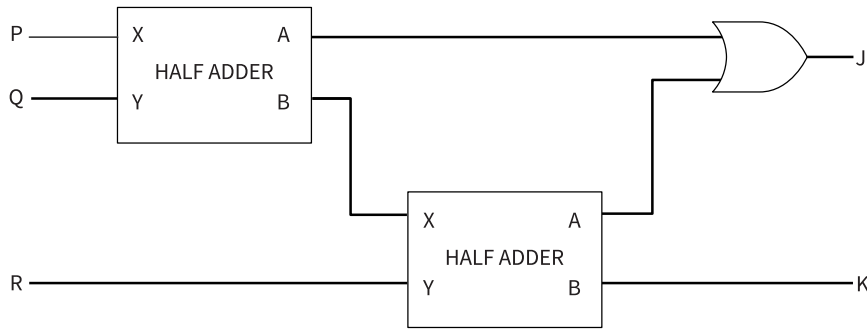 P X A
HALF ADDER
Q Y B
J
X A
HALF ADDER
R Y B K